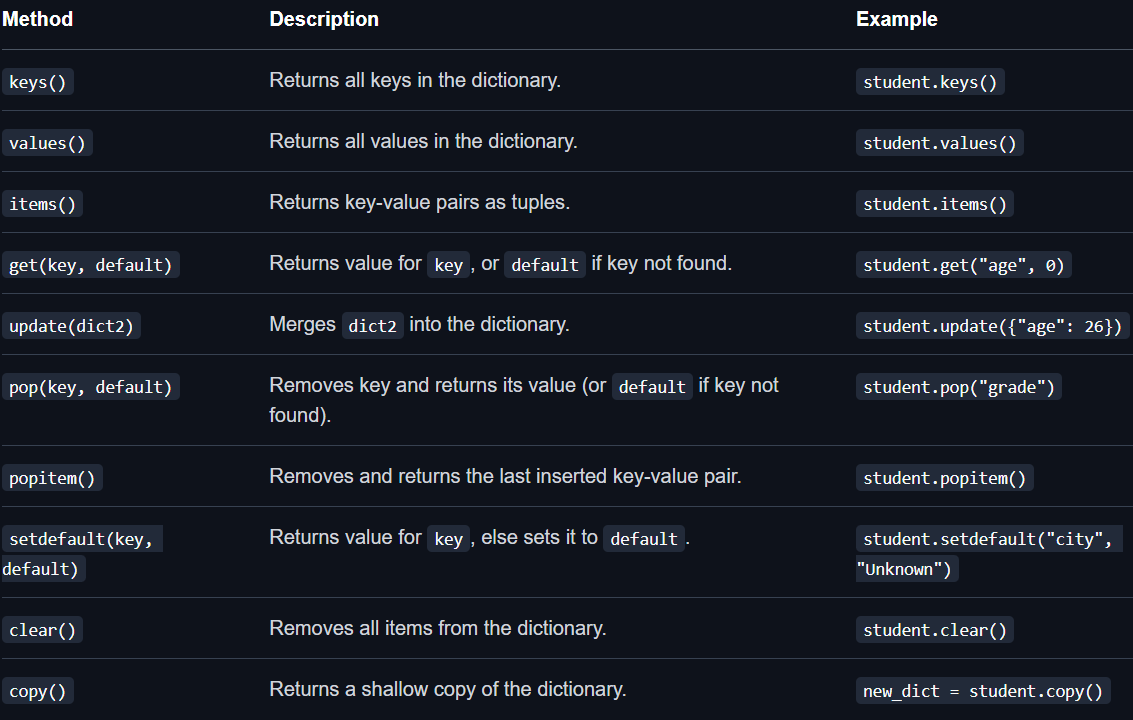 Method Description Example
keys() Returns all keys in the dictionary. student.keys()
values() Returns all values in the dictionary. student.values()
items() Returns key-value pairs as tuples. student.items()
get(key, default) Returns value for key, or default if key not found. student.get("age", 0)
update(dict2) Merges dict2 into the dictionary. student.update({"age": 26})
pop(key, default) Removes key and returns its value (or default if key not student.pop("grade")
found).
popitem() Removes and returns the last inserted key-value pair. student.popitem()
setdefault(key, Returns value for key, else sets it to default. student.setdefault("city",
default) "Unknown")
clear() Removes all items from the dictionary. student.clear()
copy() Returns a shallow copy of the dictionary. new_dict = student.copy()